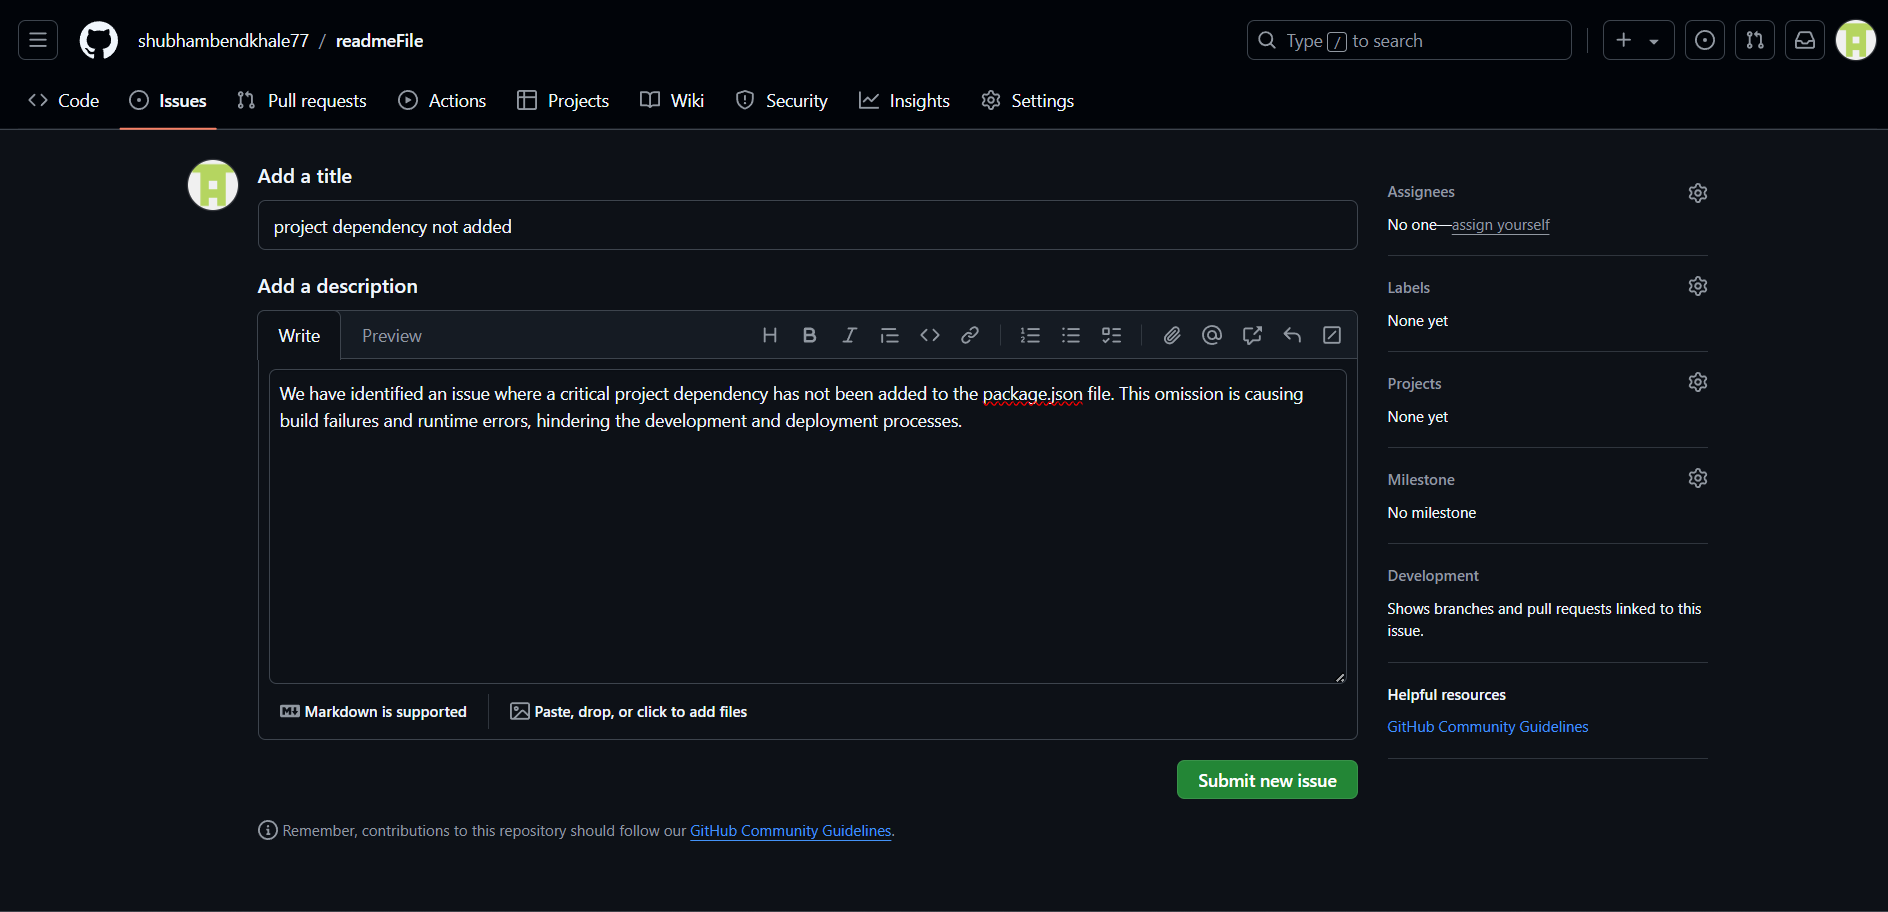 shubhambendkhale77 / readmeFile
Type / to search
Code Issues Pull requests Actions Projects Wiki Security Insights Settings
Add a title
project dependency not added
Add a description
Write Preview
We have identified an issue where a critical project dependency has not been added to the package.json file. This omission is causing
build failures and runtime errors, hindering the development and deployment processes.
Markdown is supported
Paste, drop, or click to add files
Submit new issue
Remember, contributions to this repository should follow our GitHub Community Guidelines.
Assignees
No one—assign yourself
Labels
None yet
Projects
None yet
Milestone
No milestone
Development
Shows branches and pull requests linked to this
issue.
Helpful resources
GitHub Community Guidelines